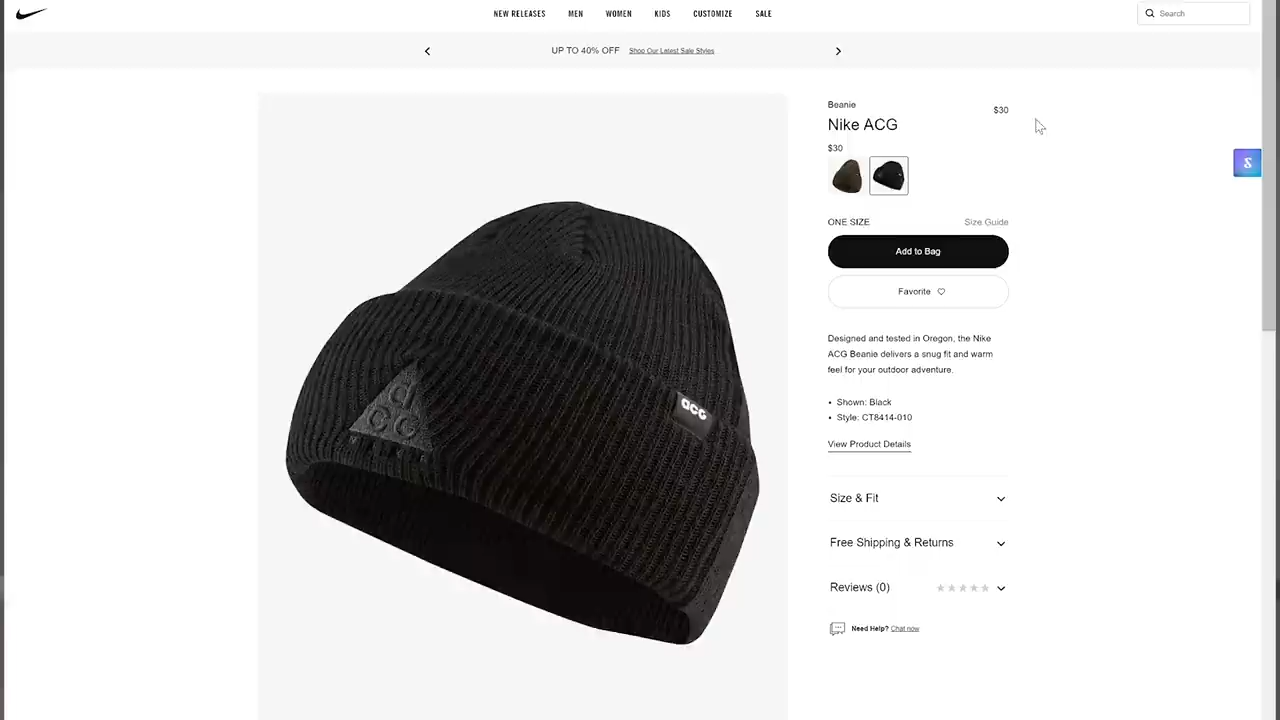 NEW RELEASES MEN WOMEN KIDS CUSTOMIZE SALE
Search
UP TO 40% OFF Shop Our Latest Sale Styles
Beanie
$30
Nike ACG
$30
ONE SIZE Size Guide
Add to Bag
Favorite
Designed and tested in Oregon, the Nike
ACG Beanie delivers a snug fit and warm
feel for your outdoor adventure.
• Shown: Black
• Style: CT8414-010
View Product Details
Size & Fit
Free Shipping & Returns
Reviews (0)
Need Help? Chat now
acg
NIKE
acg